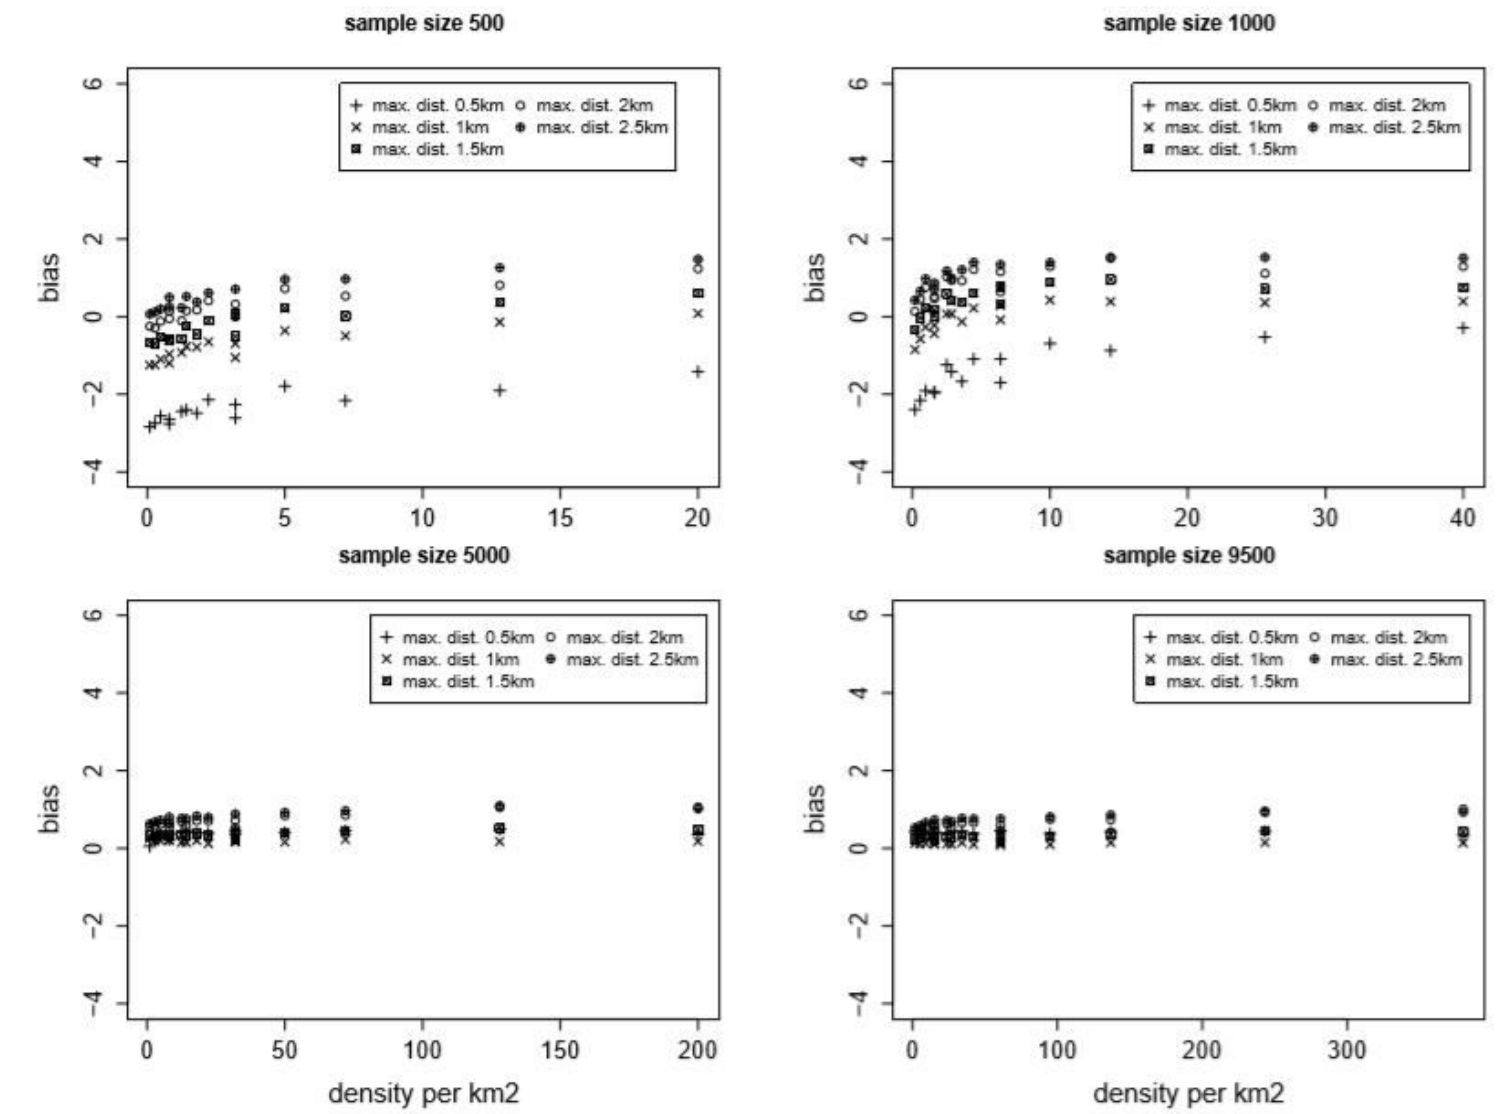 sample size 500
bias
6
4
2
0
−2
−4
+ max. dist. 0.5km ○ max. dist. 2km
× max. dist. 1km ⊕ max. dist. 2.5km
⊠ max. dist. 1.5km
0 5 10 15 20
sample size 1000
bias
6
4
2
0
−2
−4
+ max. dist. 0.5km ○ max. dist. 2km
× max. dist. 1km ⊕ max. dist. 2.5km
⊠ max. dist. 1.5km
0 10 20 30 40
sample size 5000
bias
6
4
2
0
−2
−4
+ max. dist. 0.5km ○ max. dist. 2km
× max. dist. 1km ⊕ max. dist. 2.5km
⊠ max. dist. 1.5km
0 50 100 150 200
density per km2
sample size 9500
bias
6
4
2
0
−2
−4
+ max. dist. 0.5km ○ max. dist. 2km
× max. dist. 1km ⊕ max. dist. 2.5km
⊠ max. dist. 1.5km
0 100 200 300
density per km2